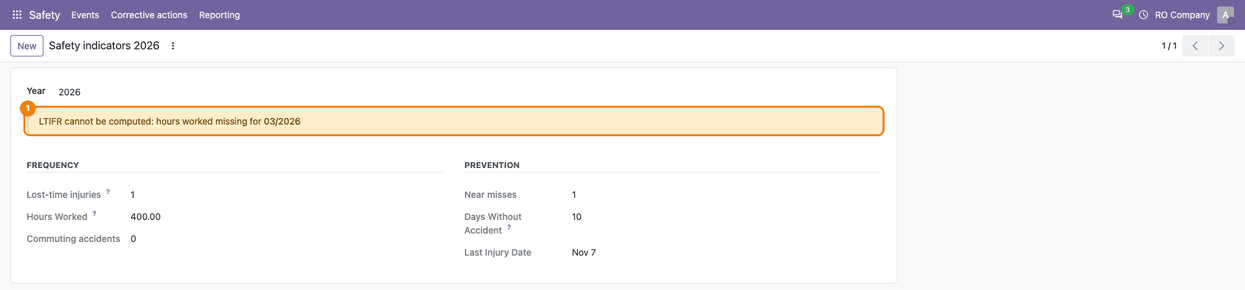 Safety Events Corrective actions Reporting 3 RO Company A
New Safety indicators 2026 1 / 1
Year 2026
1
LTIFR cannot be computed: hours worked missing for 03/2026
FREQUENCY
Lost-time injuries ? 1
Hours Worked ? 400.00
Commuting accidents 0
PREVENTION
Near misses 1
Days Without
Accident ? 10
Last Injury Date Nov 7